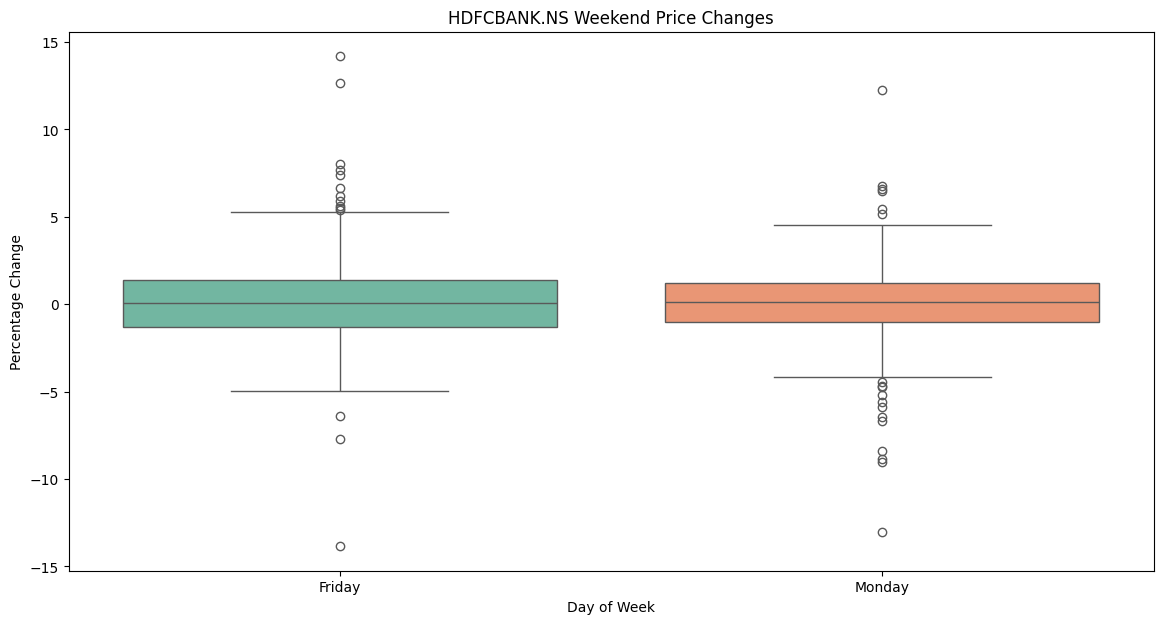 HDFCBANK.NS Weekend Price Changes
15
10
5
0
−5
−10
−15
Percentage Change
Friday
Monday
Day of Week